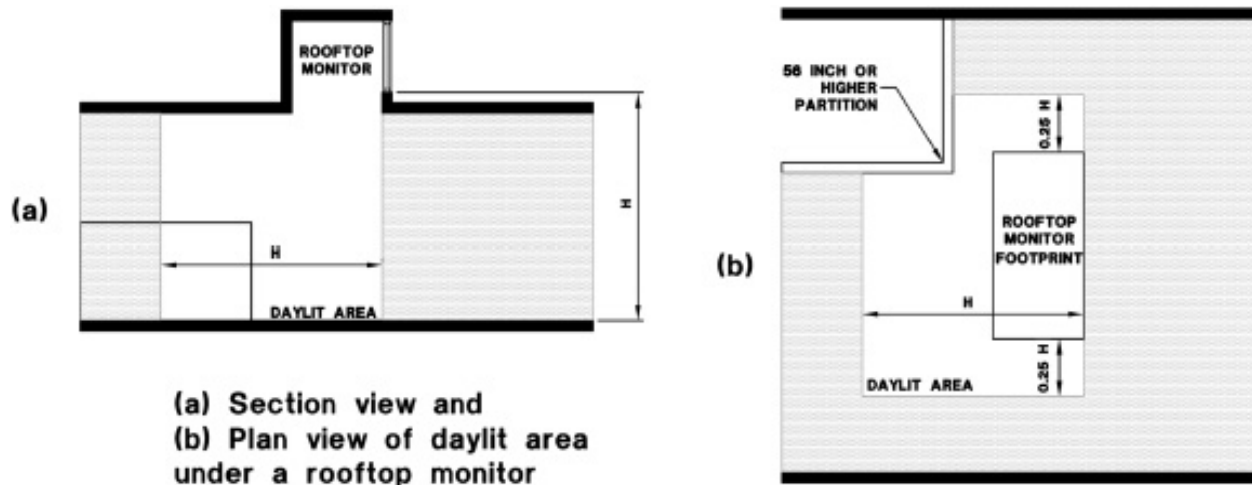 ROOFTOP
MONITOR
H
H
DAYLIT AREA
(a)
(a) Section view and
(b) Plan view of daylit area
under a rooftop monitor
56 INCH OR
HIGHER
PARTITION
0.25 H
ROOFTOP
MONITOR
FOOTPRINT
(b)
H
DAYLIT AREA
0.25 H